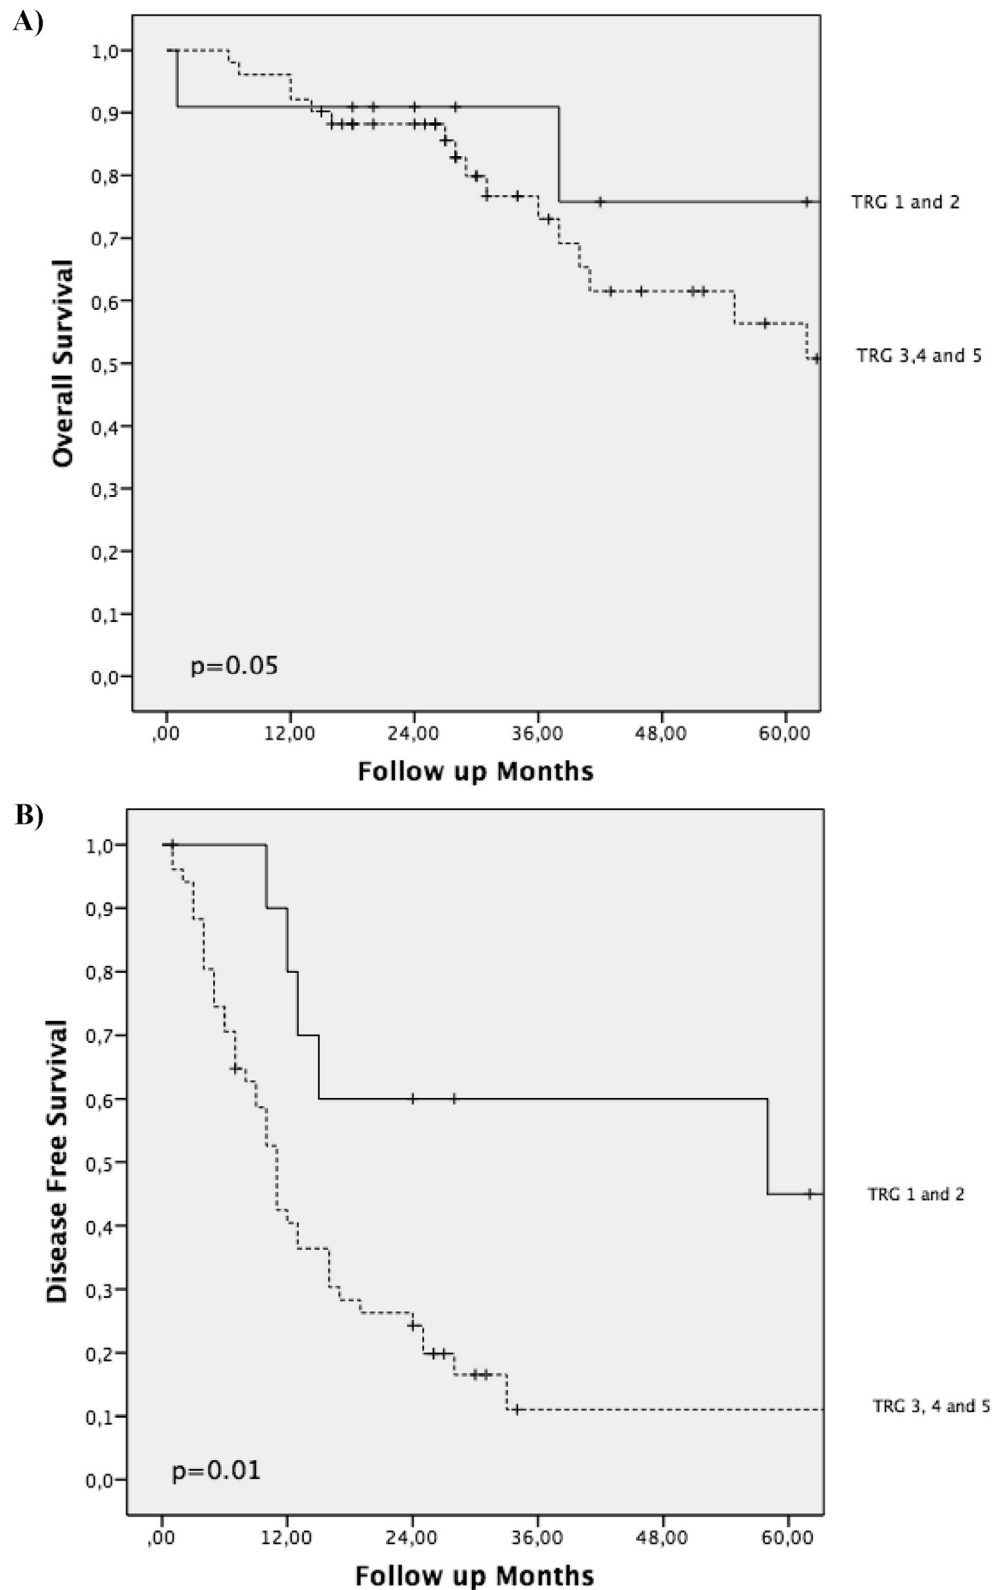 A)
1,0
0,9
0,8
0,7
0,6
0,5
0,4
0,3
0,2
0,1
0,0
Overall Survival
TRG 1 and 2
TRG 3,4 and 5
p=0.05
,00 12,00 24,00 36,00 48,00 60,00
Follow up Months
B)
1,0
0,9
0,8
0,7
0,6
0,5
0,4
0,3
0,2
0,1
0,0
Disease Free Survival
TRG 1 and 2
TRG 3, 4 and 5
p=0.01
,00 12,00 24,00 36,00 48,00 60,00
Follow up Months